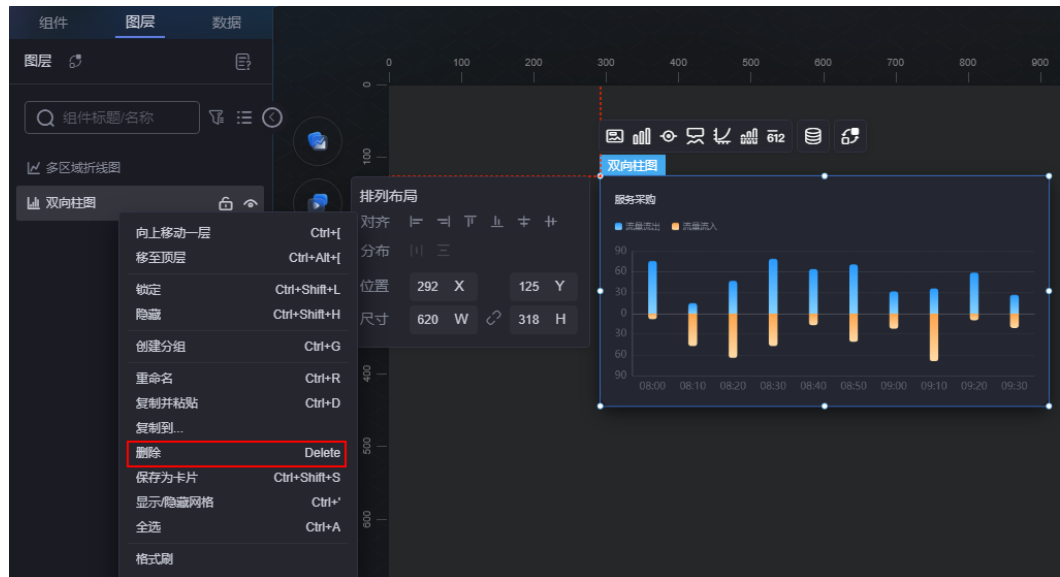 组件 图层 数据
图层
组件标题/名称
多区域折线图
双向柱图
向上移动一层 Ctrl+[
移至顶层 Ctrl+Alt+[
锁定 Ctrl+Shift+L
隐藏 Ctrl+Shift+H
创建分组 Ctrl+G
重命名 Ctrl+R
复制并粘贴 Ctrl+D
复制到...
删除 Delete
保存为卡片 Ctrl+Shift+S
显示/隐藏网格 Ctrl+'
全选 Ctrl+A
格式刷
排列布局
对齐
分布
位置 292 X 125 Y
尺寸 620 W 318 H
0 100 200 300 400 500 600 700 800 900
0
100
400
500
600
612
双向柱图
服务采购
流量流出 流量流入
90
60
30
0
30
60
90
08:00 08:10 08:20 08:30 08:40 08:50 09:00 09:10 09:20 09:30